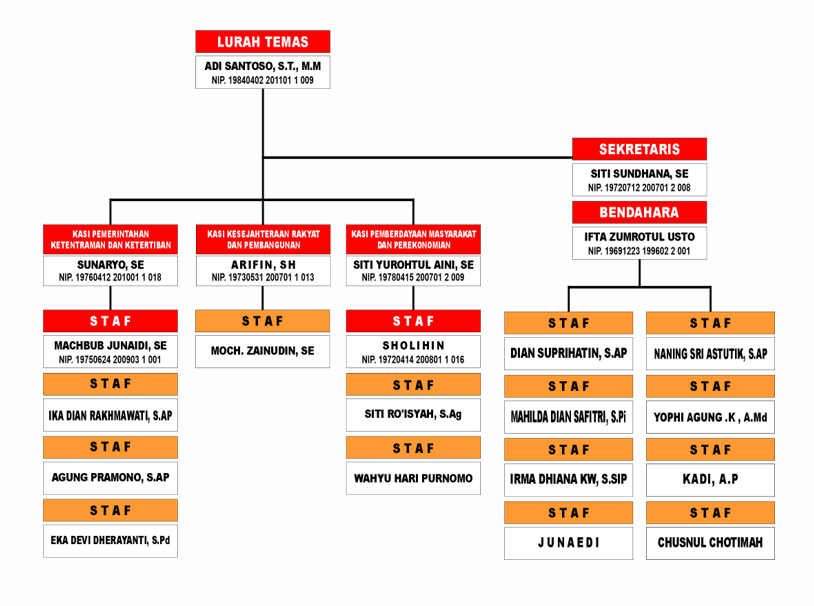 LURAH TEMAS
ADI SANTOSO, S.T., M.M
NIP. 19840402 201101 1 009
SEKRETARIS
SITI SUNDHANA, SE
NIP. 19720712 200701 2 008
BENDAHARA
IFTA ZUMROTUL USTO
NIP. 19691223 199602 2 001
KASI PEMERINTAHAN
KETENTRAMAN DAN KETERTIBAN
SUNARYO, SE
NIP. 19760412 201001 1 018
KASI KESEJAHTERAAN RAKYAT
DAN PEMBANGUNAN
ARIFIN, SH
NIP. 19730531 200701 1 013
KASI PEMBERDAYAAN MASYARAKAT
DAN PEREKONOMIAN
SITI YUROHTUL AINI, SE
NIP. 19780415 200701 2 009
STAF
MACHBUB JUNAIDI, SE
NIP. 19750624 200903 1 001
STAF
IKA DIAN RAKHMAWATI, S.AP
STAF
AGUNG PRAMONO, S.AP
STAF
EKA DEVI DHERAYANTI, S.Pd
STAF
MOCH. ZAINUDIN, SE
STAF
SHOLIHIN
NIP. 19720414 200801 1 016
STAF
SITI RO'ISYAH, S.Ag
STAF
WAHYU HARI PURNOMO
STAF
DIAN SUPRIHATIN, S.AP
STAF
MAHILDA DIAN SAFITRI, S.Pi
STAF
IRMA DHIANA KW, S.SIP
STAF
JUNAEDI
STAF
NANING SRI ASTUTIK, S.AP
STAF
YOPHI AGUNG .K , A.Md
STAF
KADI, A.P
STAF
CHUSNUL CHOTIMAH